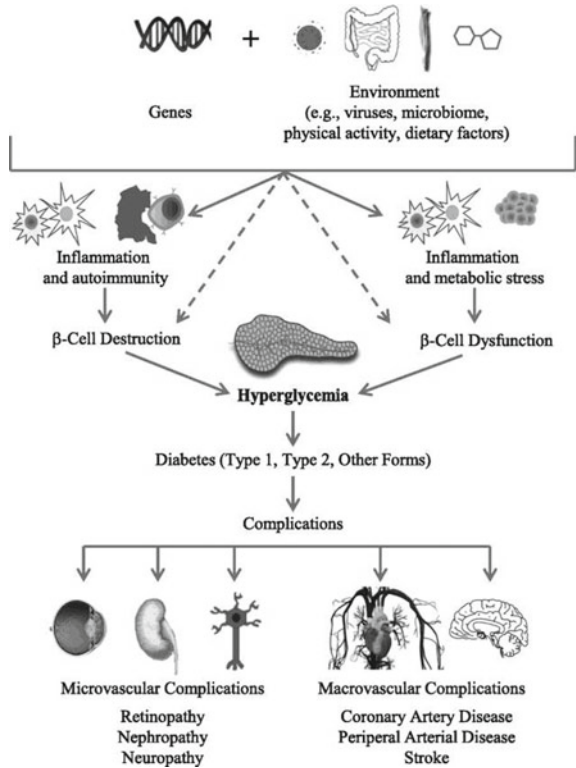 +
Genes
Environment
(e.g., viruses, microbiome,
physical activity, dietary factors)
Inflammation
and autoimmunity
Inflammation
and metabolic stress
β-Cell Destruction
β-Cell Dysfunction
Hyperglycemia
Diabetes (Type 1, Type 2, Other Forms)
Complications
Microvascular Complications
Retinopathy
Nephropathy
Neuropathy
Macrovascular Complications
Coronary Artery Disease
Periperal Arterial Disease
Stroke